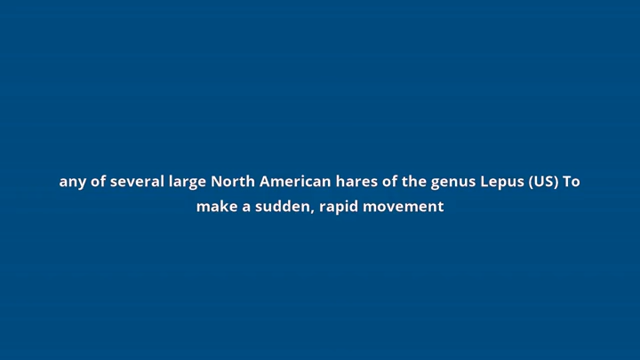 any of several large North American hares of the genus Lepus (US) To
make a sudden, rapid movement